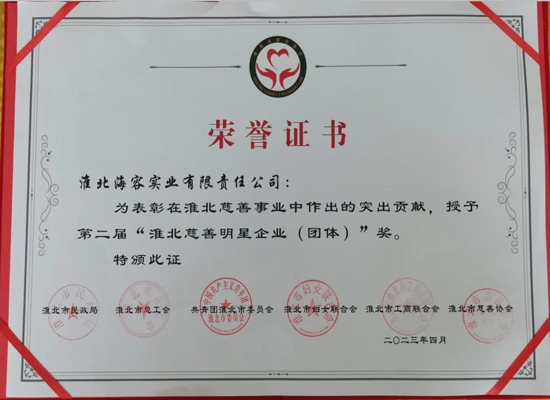 荣誉证书
淮北海容实业有限责任公司：
为表彰在淮北慈善事业中作出的突出贡献，授予
第二届“淮北慈善明星企业（团体）”奖。
特颁此证
淮北市民政局 淮北市总工会 共青团淮北市委员会 淮北市妇女联合会 淮北市工商联合会 淮北市慈善协会
二〇二三年四月